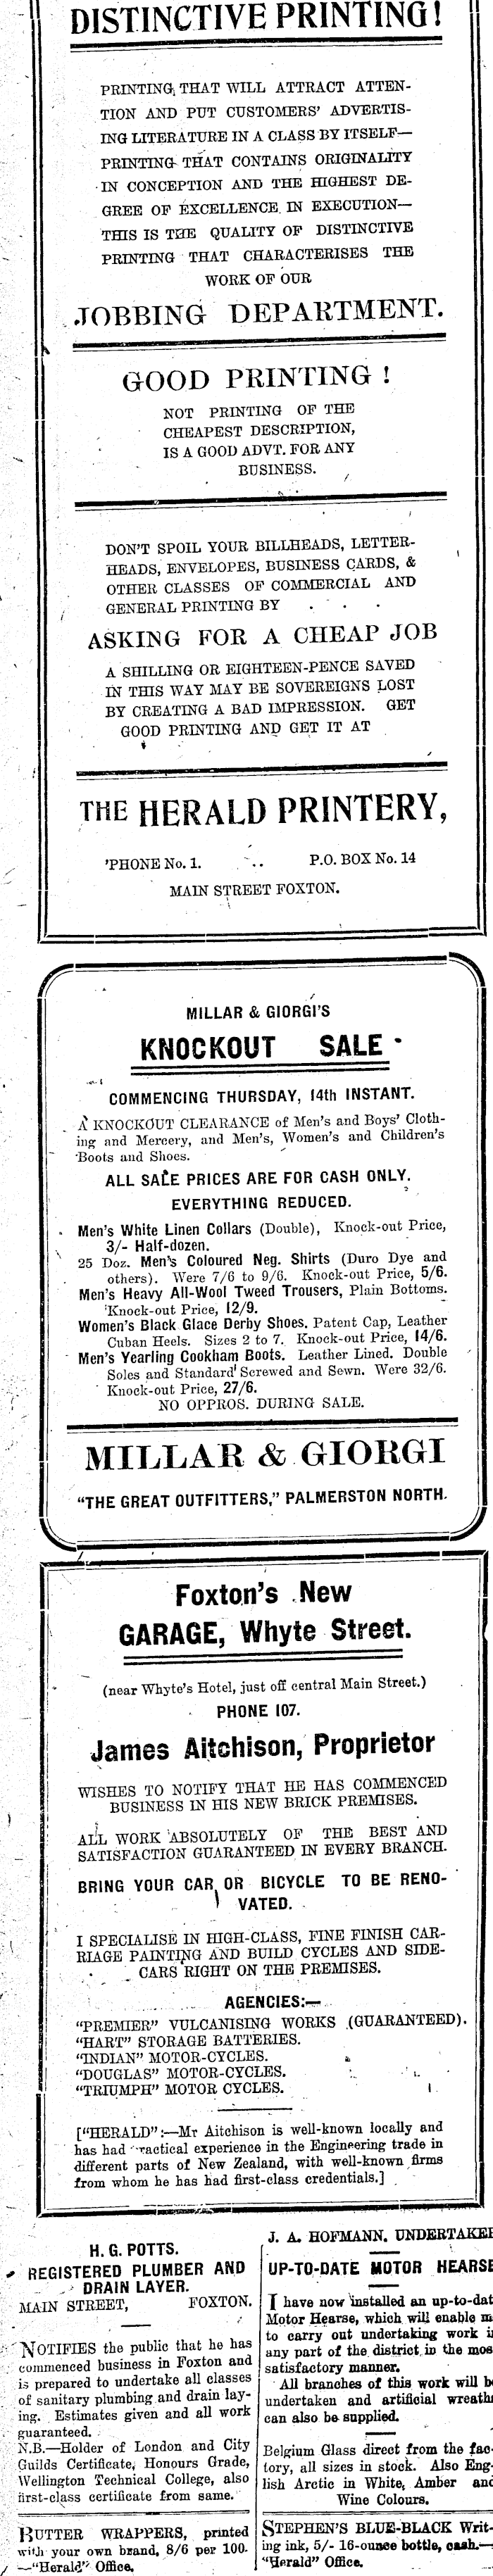 DISTINCTIVE PRINTING!
PRINTING THAT WILL ATTRACT ATTEN-
TION AND PUT CUSTOMERS' ADVERTIS-
ING LITERATURE IN A CLASS BY ITSELF—
PRINTING THAT CONTAINS ORIGINALITY
IN CONCEPTION AND THE HIGHEST DE-
GREE OF EXCELLENCE IN EXECUTION—
THIS IS THE QUALITY OF DISTINCTIVE
PRINTING THAT CHARACTERISES THE
WORK OF OUR
JOBBING DEPARTMENT.
GOOD PRINTING !
NOT PRINTING OF THE
CHEAPEST DESCRIPTION,
IS A GOOD ADVT. FOR ANY
BUSINESS.
DON'T SPOIL YOUR BILLHEADS, LETTER-
HEADS, ENVELOPES, BUSINESS CARDS, &
OTHER CLASSES OF COMMERCIAL AND
GENERAL PRINTING BY . . .
ASKING FOR A CHEAP JOB
A SHILLING OR EIGHTEEN-PENCE SAVED
IN THIS WAY MAY BE SOVEREIGNS LOST
BY CREATING A BAD IMPRESSION. GET
GOOD PRINTING AND GET IT AT
THE HERALD PRINTERY,
'PHONE No. 1. .. P.O. BOX No. 14
MAIN STREET FOXTON.
MILLAR & GIORGI'S
KNOCKOUT SALE
COMMENCING THURSDAY, 14th INSTANT.
A KNOCKOUT CLEARANCE of Men's and Boys' Cloth-
ing and Mercery, and Men's, Women's and Children's
Boots and Shoes.
ALL SALE PRICES ARE FOR CASH ONLY.
EVERYTHING REDUCED.
Men's White Linen Collars (Double), Knock-out Price,
3/- Half-dozen.
25 Doz. Men's Coloured Neg. Shirts (Duro Dye and
others). Were 7/6 to 9/6. Knock-out Price, 5/6.
Men's Heavy All-Wool Tweed Trousers, Plain Bottoms.
Knock-out Price, 12/9.
Women's Black Glace Derby Shoes. Patent Cap, Leather
Cuban Heels. Sizes 2 to 7. Knock-out Price, 14/6.
Men's Yearling Cookham Boots. Leather Lined. Double
Soles and Standard Screwed and Sewn. Were 32/6.
Knock-out Price, 27/6.
NO OPPROS. DURING SALE.
MILLAR & GIORGI
"THE GREAT OUTFITTERS," PALMERSTON NORTH.
Foxton's New
GARAGE, Whyte Street.
(near Whyte's Hotel, just off central Main Street.)
PHONE 107.
James Aitchison, Proprietor
WISHES TO NOTIFY THAT HE HAS COMMENCED
BUSINESS IN HIS NEW BRICK PREMISES.
ALL WORK ABSOLUTELY OF THE BEST AND
SATISFACTION GUARANTEED IN EVERY BRANCH.
BRING YOUR CAR OR BICYCLE TO BE RENO-
VATED.
I SPECIALISE IN HIGH-CLASS, FINE FINISH CAR-
RIAGE PAINTING AND BUILD CYCLES AND SIDE-
CARS RIGHT ON THE PREMISES.
AGENCIES:—
"PREMIER" VULCANISING WORKS (GUARANTEED).
"HART" STORAGE BATTERIES.
"INDIAN" MOTOR-CYCLES.
"DOUGLAS" MOTOR-CYCLES.
"TRIUMPH" MOTOR CYCLES.
["HERALD":—Mr Aitchison is well-known locally and
has had practical experience in the Engineering trade in
different parts of New Zealand, with well-known firms
from whom he has had first-class credentials.]
H. G. POTTS.
REGISTERED PLUMBER AND
DRAIN LAYER.
MAIN STREET, FOXTON.
NOTIFIES the public that he has
commenced business in Foxton and
is prepared to undertake all classes
of sanitary plumbing and drain lay-
ing. Estimates given and all work
guaranteed.
N.B.—Holder of London and City
Guilds Certificate, Honours Grade,
Wellington Technical College, also
first-class certificate from same.
BUTTER WRAPPERS, printed
with your own brand, 8/6 per 100.
—"Herald" Office.
J. A. HOFMANN, UNDERTAKER
UP-TO-DATE MOTOR HEARSE
I have now installed an up-to-dat
Motor Hearse, which will enable m
to carry out undertaking work i
any part of the district in the mos
satisfactory manner.
All branches of this work will b
undertaken and artificial wreath
can also be supplied.
Belgium Glass direct from the fac-
tory, all sizes in stock. Also Eng-
lish Arctic in White, Amber and
Wine Colours.
STEPHEN'S BLUE-BLACK Writ-
ing ink, 5/- 16-ounce bottle, cash.—
"Herald" Office.